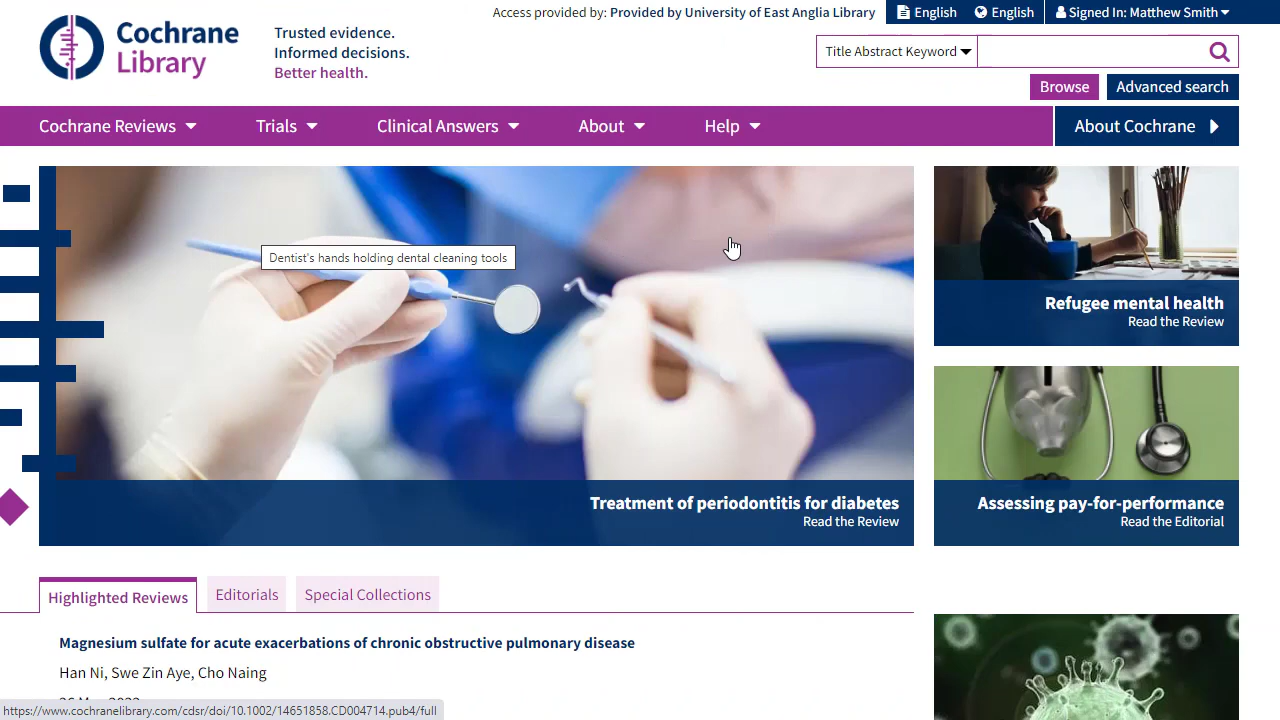 Access provided by: Provided by University of East Anglia Library
English
English
Signed In: Matthew Smith
Cochrane
Library
Trusted evidence.
Informed decisions.
Better health.
Title Abstract Keyword
Browse
Advanced search
Cochrane Reviews
Trials
Clinical Answers
About
Help
About Cochrane
Dentist's hands holding dental cleaning tools
Treatment of periodontitis for diabetes
Read the Review
Refugee mental health
Read the Review
Assessing pay-for-performance
Read the Editorial
Highlighted Reviews
Editorials
Special Collections
Magnesium sulfate for acute exacerbations of chronic obstructive pulmonary disease
Han Ni, Swe Zin Aye, Cho Naing
https://www.cochranelibrary.com/cdsr/doi/10.1002/14651858.CD004714.pub4/full